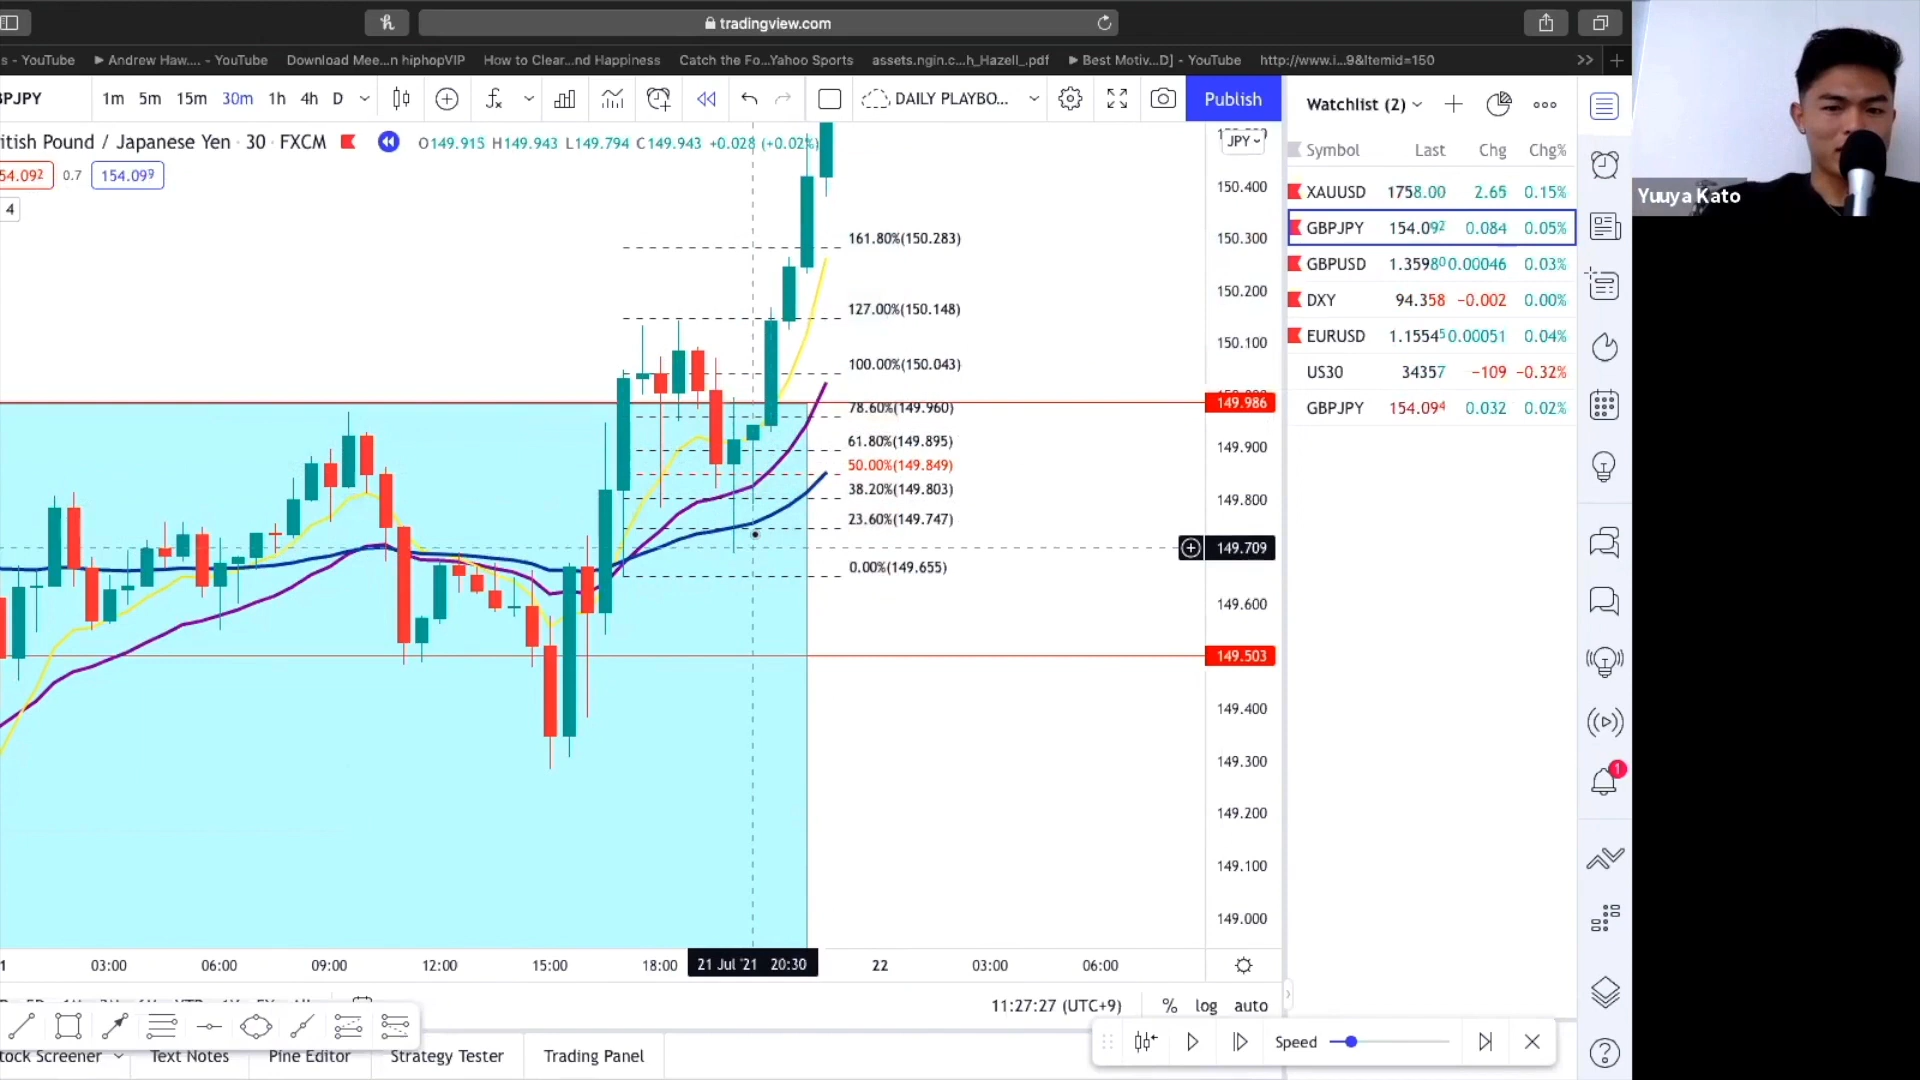 tradingview.com
s - YouTube
Andrew Haw.... - YouTube
Download Mee...n hiphopVIP
How to Clear...nd Happiness
Catch the Fo...Yahoo Sports
assets.ngin.c...h_Hazell_.pdf
Best Motiv...D] - YouTube
http://www.i...9&Itemid=150
BPJPY
1m 5m 15m 30m 1h 4h D
DAILY PLAYBO...
Publish
Watchlist (2)
itish Pound / Japanese Yen · 30 · FXCM
O149.915 H149.943 L149.794 C149.943 +0.028 (+0.02%)
JPY
54.092 0.7 154.099
4
Symbol Last Chg Chg%
XAUUSD 1758.00 2.65 0.15%
GBPJPY 154.092 0.084 0.05%
GBPUSD 1.35980 0.00046 0.03%
DXY 94.358 −0.002 0.00%
EURUSD 1.15545 0.00051 0.04%
US30 34357 −109 −0.32%
GBPJPY 154.094 0.032 0.02%
Yuuya Kato
161.80%(150.283)
127.00%(150.148)
100.00%(150.043)
78.60%(149.960)
61.80%(149.895)
50.00%(149.849)
38.20%(149.803)
23.60%(149.747)
0.00%(149.655)
150.400
150.300
150.200
150.100
149.986
149.900
149.800
149.709
149.600
149.503
149.400
149.300
149.200
149.100
149.000
1
1 03:00 06:00 09:00 12:00 15:00 18:00 21 Jul '21 20:30 22 03:00 06:00
11:27:27 (UTC+9) % log auto
Speed
tock Screener
Text Notes
Pine Editor
Strategy Tester
Trading Panel